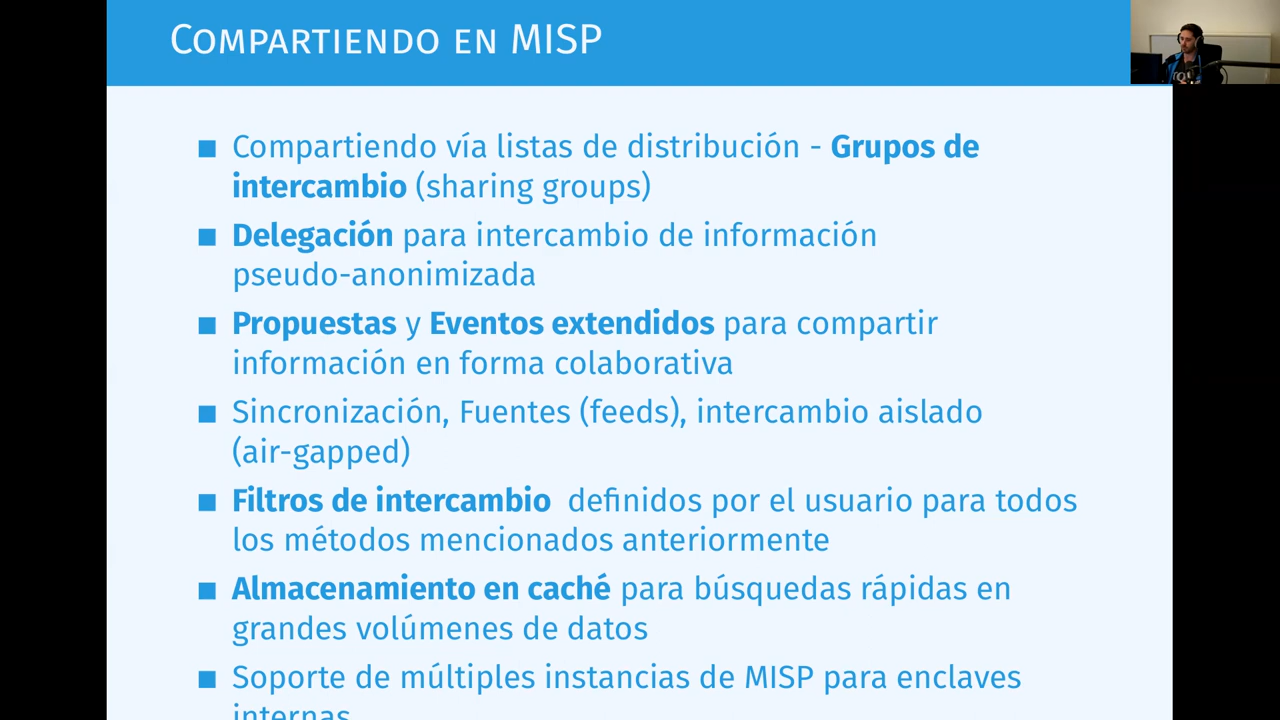 Compartiendo en MISP
Compartiendo vía listas de distribución - Grupos de
intercambio (sharing groups)
Delegación para intercambio de información
pseudo-anonimizada
Propuestas y Eventos extendidos para compartir
información en forma colaborativa
Sincronización, Fuentes (feeds), intercambio aislado
(air-gapped)
Filtros de intercambio definidos por el usuario para todos
los métodos mencionados anteriormente
Almacenamiento en caché para búsquedas rápidas en
grandes volúmenes de datos
Soporte de múltiples instancias de MISP para enclaves
internas